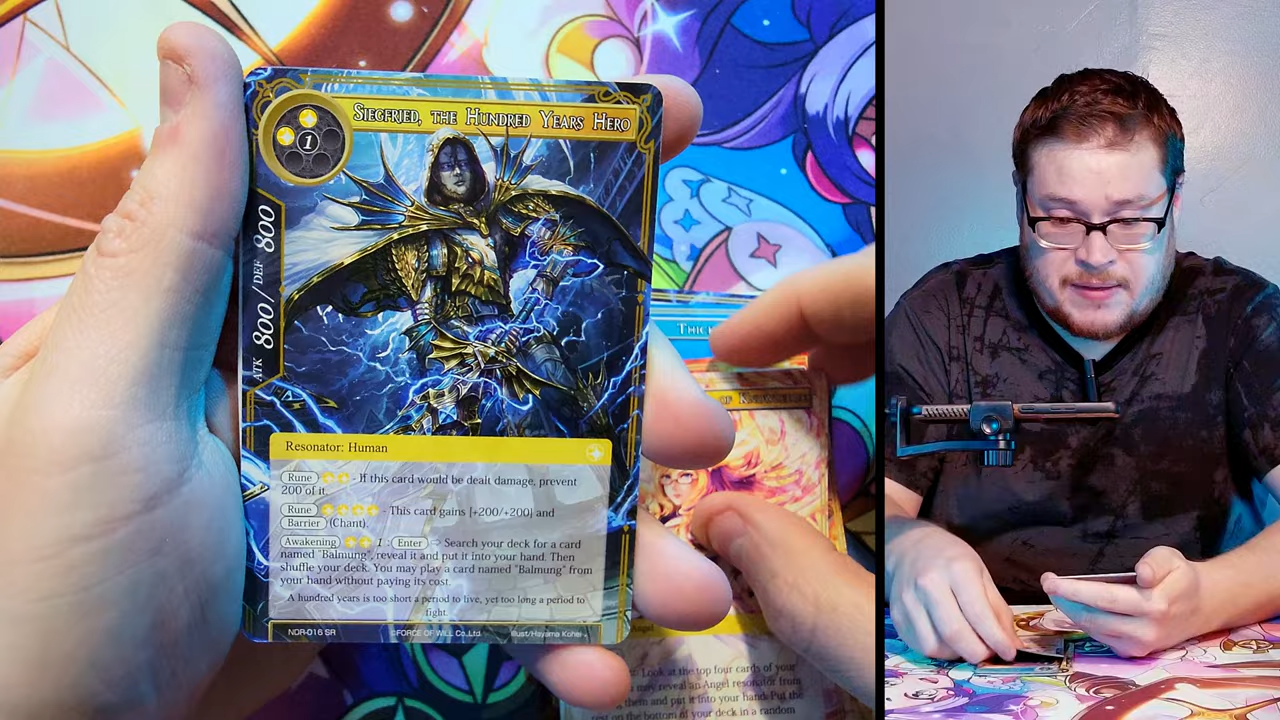 SIEGFRIED, THE HUNDRED YEARS HERO
1
ATK 800 / DEF 800
Resonator: Human
Rune - If this card would be dealt damage, prevent
200 of it.
Rune - This card gains [+200/+200] and
Barrier (Chant).
Awakening 1 : Enter ⇒ Search your deck for a card
named "Balmung", reveal it and put it into your hand. Then
shuffle your deck. You may play a card named "Balmung" from
your hand without paying its cost.
A hundred years is too short a period to live, yet too long a period to
fight.
NDR-016 SR ©FORCE OF WILL Co.,Ltd. Illust/Hayama Kohei
OF KNOWLEDGE
Angel
Look at the top four cards of your
may reveal an Angel resonator from
them and put it into your hand. Put the
rest on the bottom of your deck in a random